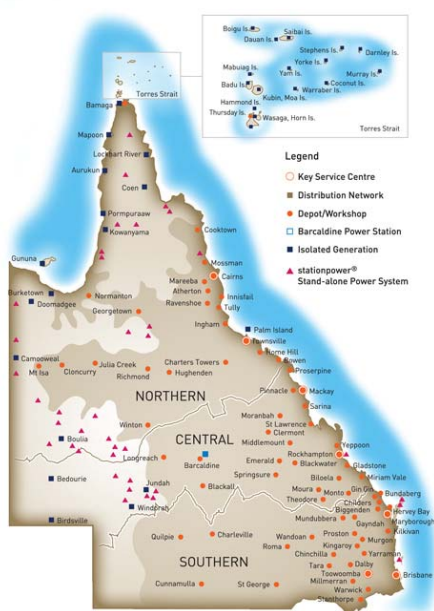 Boigu Is.
Saibai Is.
Dauan Is.
Stephens Is.
Darnley Is.
Yorke Is.
Mabuiag Is.
Yam Is.
Murray Is.
Badu Is.
Coconut Is.
Warraber Is.
Kubin, Moa Is.
Hammond Is.
Thursday Is.
Wasaga, Horn Is.
Torres Strait
Torres Strait
Bamaga
Mapoon
Lockhart River
Aurukun
Coen
Pormpuraaw
Kowanyama
Cooktown
Gununa
Mossman
Cairns
Burketown
Doomadgee
Normanton
Mareeba
Atherton
Ravenshoe
Innisfail
Tully
Georgetown
Ingham
Palm Island
Townsville
Home Hill
Bowen
Camooweal
Mt Isa
Cloncurry
Julia Creek
Richmond
Hughenden
Charters Towers
Proserpine
Pinnacle
Mackay
NORTHERN
Sarina
Moranbah
St Lawrence
Clermont
Middlemount
Winton
CENTRAL
Yeppoon
Rockhampton
Boulia
Longreach
Barcaldine
Emerald
Blackwater
Gladstone
Springsure
Biloela
Miriam Vale
Bedourie
Jundah
Blackall
Moura
Monto
Gin Gin
Bundaberg
Theodore
Childers
Hervey Bay
Windorah
Biggenden
Maryborough
Birdsville
Mundubbera
Gayndah
Kilkivan
Quilpie
Charleville
Wandoan
Proston
Murgon
Roma
Kingaroy
Chinchilla
Yarraman
SOUTHERN
Tara
Dalby
Toowoomba
Brisbane
Cunnamulla
St George
Millmerran
Warwick
Stanthorpe
Legend
Key Service Centre
Distribution Network
Depot/Workshop
Barcaldine Power Station
Isolated Generation
stationpower®
Stand-alone Power System